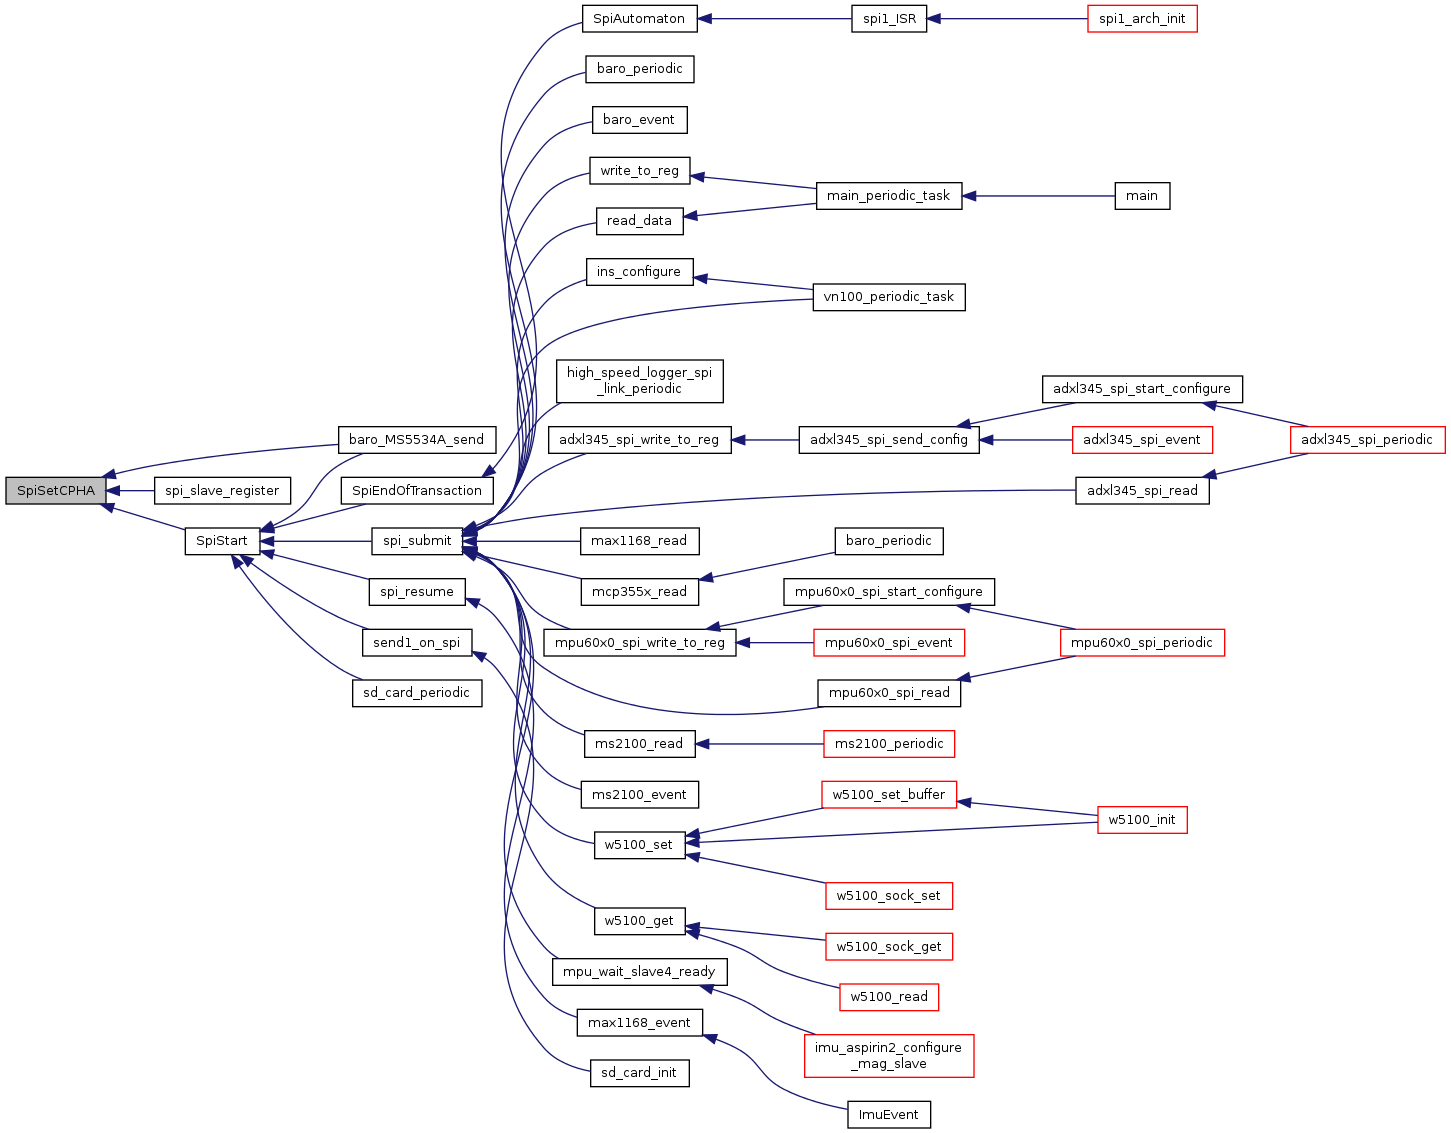 SpiAutomaton
spi1_ISR
spi1_arch_init
baro_periodic
baro_event
write_to_reg
main_periodic_task
main
read_data
ins_configure
vn100_periodic_task
high_speed_logger_spi
_link_periodic
adxl345_spi_start_configure
baro_MS5534A_send
adxl345_spi_write_to_reg
adxl345_spi_send_config
adxl345_spi_event
adxl345_spi_periodic
SpiSetCPHA
spi_slave_register
SpiEndOfTransaction
adxl345_spi_read
SpiStart
spi_submit
max1168_read
baro_periodic
spi_resume
mcp355x_read
mpu60x0_spi_start_configure
send1_on_spi
mpu60x0_spi_write_to_reg
mpu60x0_spi_event
mpu60x0_spi_periodic
sd_card_periodic
mpu60x0_spi_read
ms2100_read
ms2100_periodic
ms2100_event
w5100_set_buffer
w5100_init
w5100_set
w5100_sock_set
w5100_get
w5100_sock_get
mpu_wait_slave4_ready
w5100_read
max1168_event
imu_aspirin2_configure
_mag_slave
sd_card_init
ImuEvent